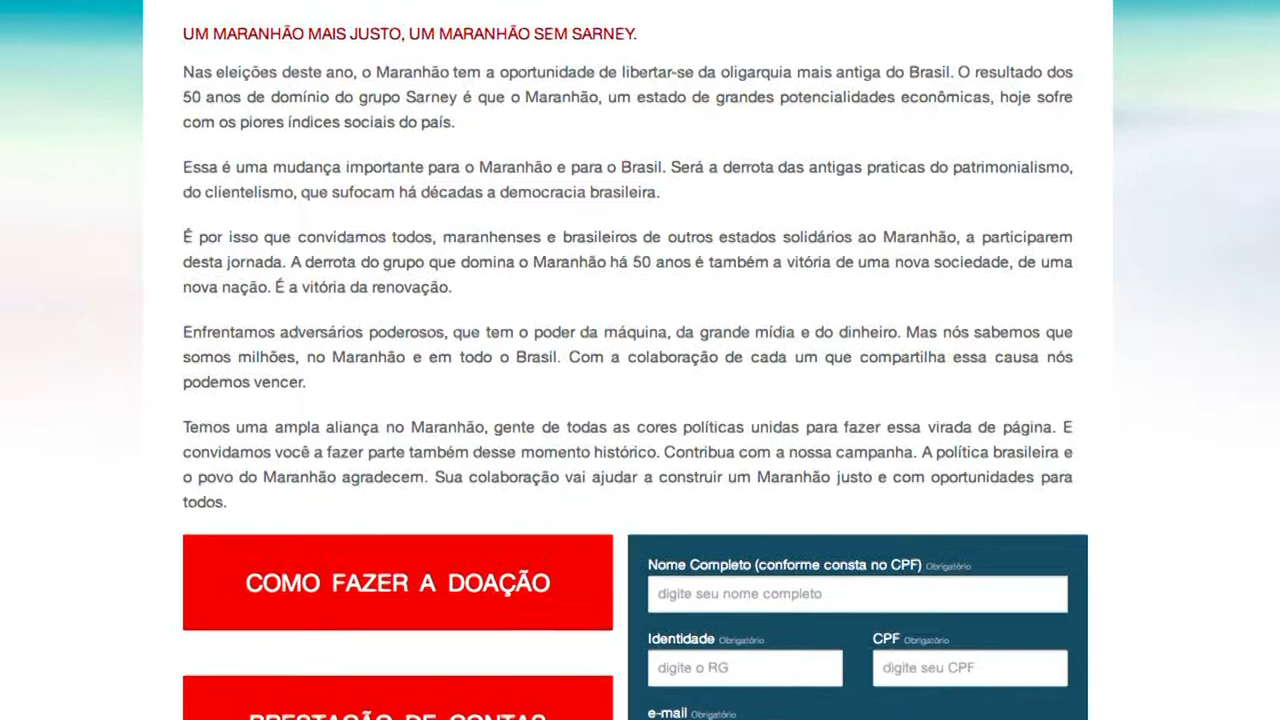 UM MARANHÃO MAIS JUSTO, UM MARANHÃO SEM SARNEY.
Nas eleições deste ano, o Maranhão tem a oportunidade de libertar-se da oligarquia mais antiga do Brasil. O resultado dos
50 anos de domínio do grupo Sarney é que o Maranhão, um estado de grandes potencialidades econômicas, hoje sofre
com os piores índices sociais do país.
Essa é uma mudança importante para o Maranhão e para o Brasil. Será a derrota das antigas praticas do patrimonialismo,
do clientelismo, que sufocam há décadas a democracia brasileira.
É por isso que convidamos todos, maranhenses e brasileiros de outros estados solidários ao Maranhão, a participarem
desta jornada. A derrota do grupo que domina o Maranhão há 50 anos é também a vitória de uma nova sociedade, de uma
nova nação. É a vitória da renovação.
Enfrentamos adversários poderosos, que tem o poder da máquina, da grande mídia e do dinheiro. Mas nós sabemos que
somos milhões, no Maranhão e em todo o Brasil. Com a colaboração de cada um que compartilha essa causa nós
podemos vencer.
Temos uma ampla aliança no Maranhão, gente de todas as cores políticas unidas para fazer essa virada de página. E
convidamos você a fazer parte também desse momento histórico. Contribua com a nossa campanha. A política brasileira e
o povo do Maranhão agradecem. Sua colaboração vai ajudar a construir um Maranhão justo e com oportunidades para
todos.
COMO FAZER A DOAÇÃO
PRESTAÇÃO DE CONTAS
Nome Completo (conforme consta no CPF) Obrigatório
digite seu nome completo
Identidade Obrigatório CPF Obrigatório
digite o RG digite seu CPF
e-mail Obrigatório